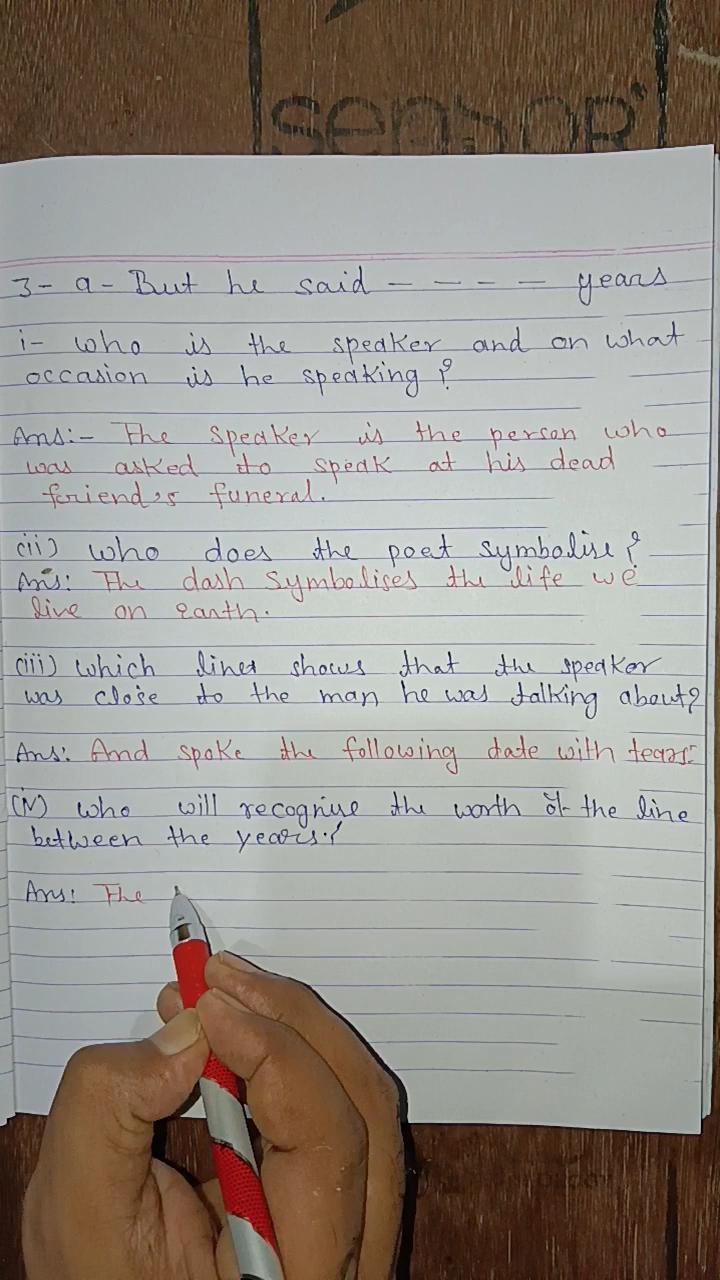 senhor
3- a- But he said - - - - years
i- who is the speaker and on what
occasion is he speaking?
Ans:- The speaker is the person who
was asked to speak at his dead
friend's funeral.
(ii) who does the poet symbolise?
Ans: The dash symbolises the life we
live on earth.
(iii) which lines shows that the speaker
was close to the man he was talking about?
Ans: And spoke the following date with tears.
(iv) who will recognise the worth of the line
between the years?
Ans: The